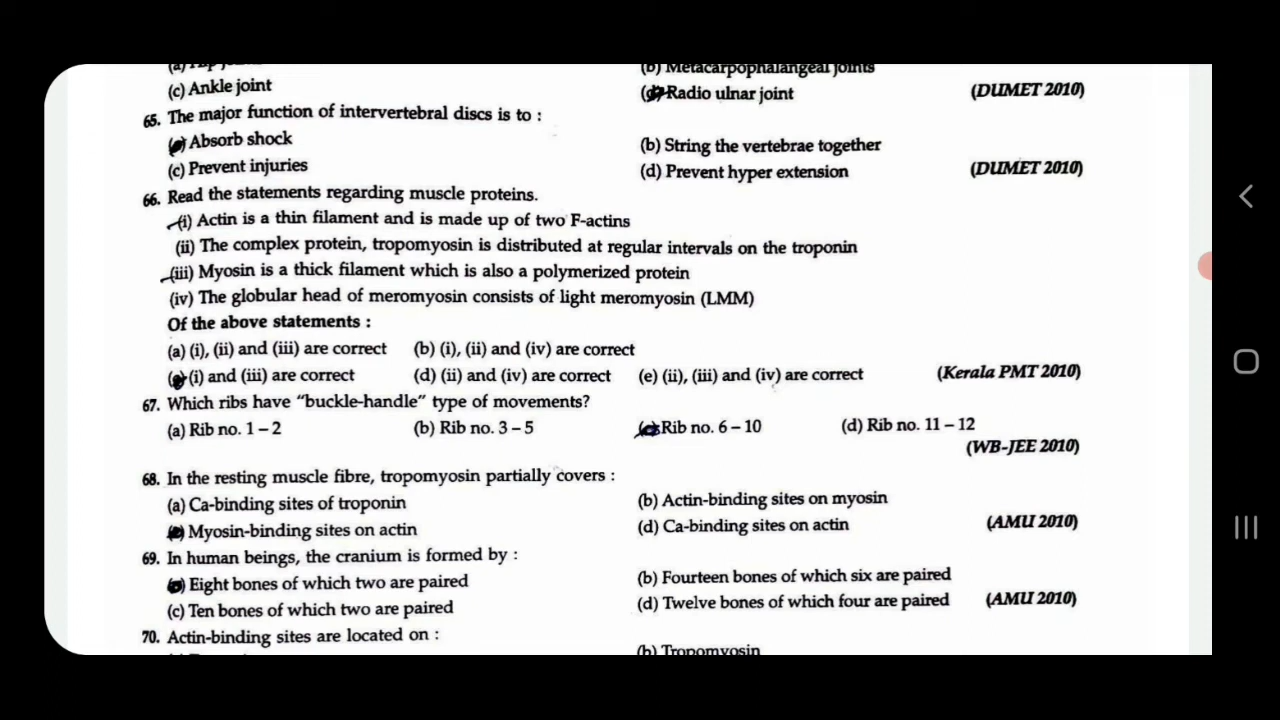 (c) Ankle joint
(b) Metacarpophalangeal joints
(d) Radio ulnar joint (DUMET 2010)
65. The major function of intervertebral discs is to :
(a) Absorb shock (b) String the vertebrae together
(c) Prevent injuries (d) Prevent hyper extension (DUMET 2010)
66. Read the statements regarding muscle proteins.
(i) Actin is a thin filament and is made up of two F-actins
(ii) The complex protein, tropomyosin is distributed at regular intervals on the troponin
(iii) Myosin is a thick filament which is also a polymerized protein
(iv) The globular head of meromyosin consists of light meromyosin (LMM)
Of the above statements :
(a) (i), (ii) and (iii) are correct (b) (i), (ii) and (iv) are correct
(c) (i) and (iii) are correct (d) (ii) and (iv) are correct (e) (ii), (iii) and (iv) are correct (Kerala PMT 2010)
67. Which ribs have "buckle-handle" type of movements?
(a) Rib no. 1 – 2 (b) Rib no. 3 – 5 (c) Rib no. 6 – 10 (d) Rib no. 11 – 12
(WB-JEE 2010)
68. In the resting muscle fibre, tropomyosin partially covers :
(a) Ca-binding sites of troponin (b) Actin-binding sites on myosin
(c) Myosin-binding sites on actin (d) Ca-binding sites on actin (AMU 2010)
69. In human beings, the cranium is formed by :
(a) Eight bones of which two are paired (b) Fourteen bones of which six are paired
(c) Ten bones of which two are paired (d) Twelve bones of which four are paired (AMU 2010)
70. Actin-binding sites are located on :
(b) Tropomyosin